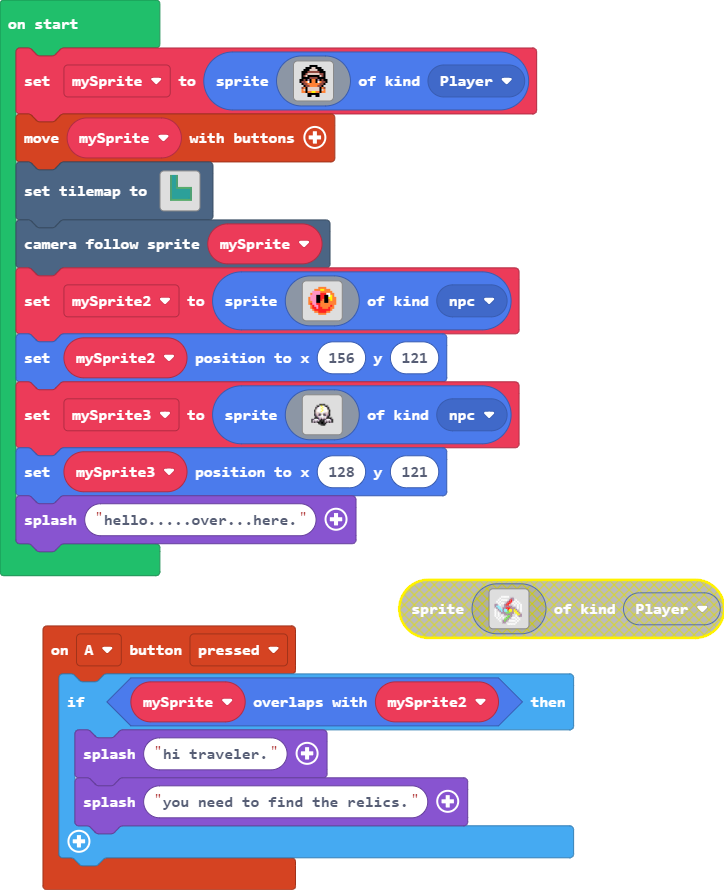 on start
set mySprite to sprite of kind Player
move mySprite with buttons
set tilemap to
camera follow sprite mySprite
set mySprite2 to sprite of kind npc
set mySprite2 position to x 156 y 121
set mySprite3 to sprite of kind npc
set mySprite3 position to x 128 y 121
splash "hello.....over...here."
sprite of kind Player
on A button pressed
if mySprite overlaps with mySprite2 then
splash "hi traveler."
splash "you need to find the relics."